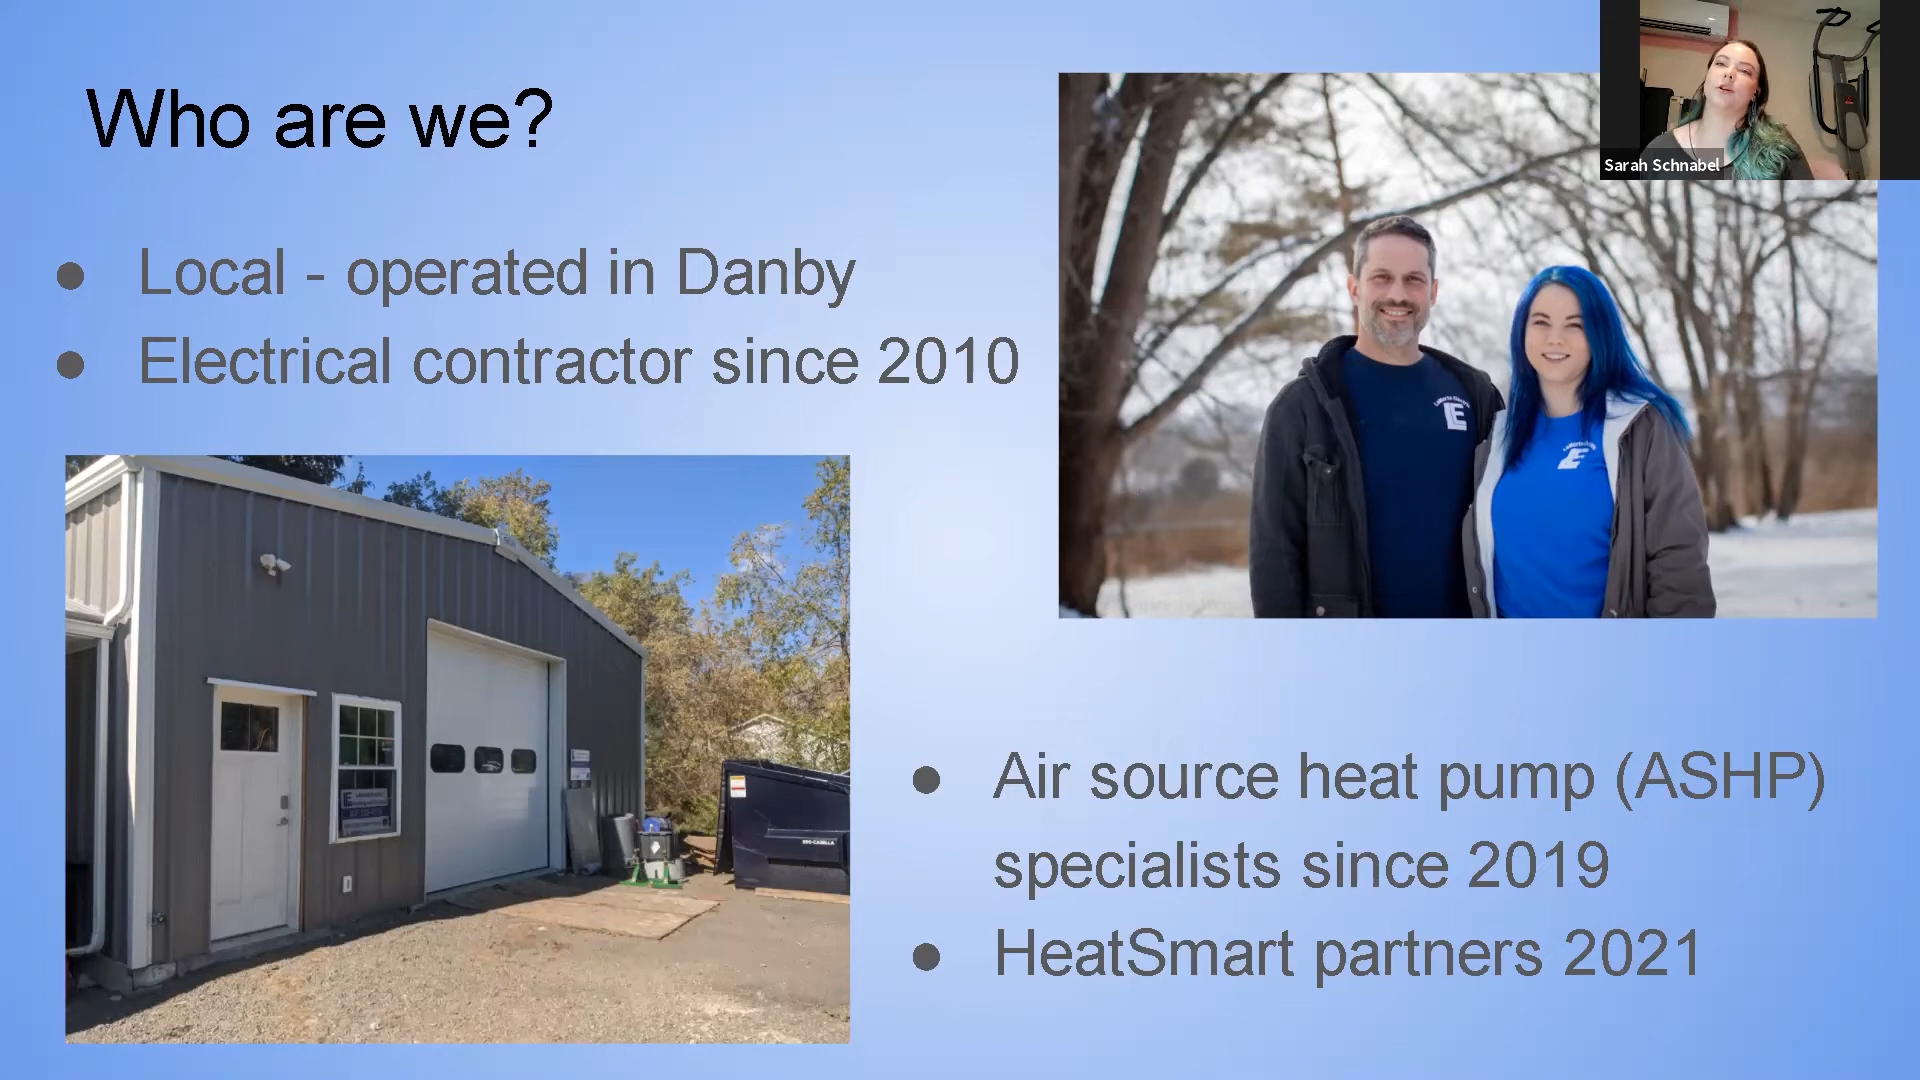 Who are we?
● Local - operated in Danby
● Electrical contractor since 2010
Sarah Schnabel
LE
E
● Air source heat pump (ASHP)
specialists since 2019
● HeatSmart partners 2021